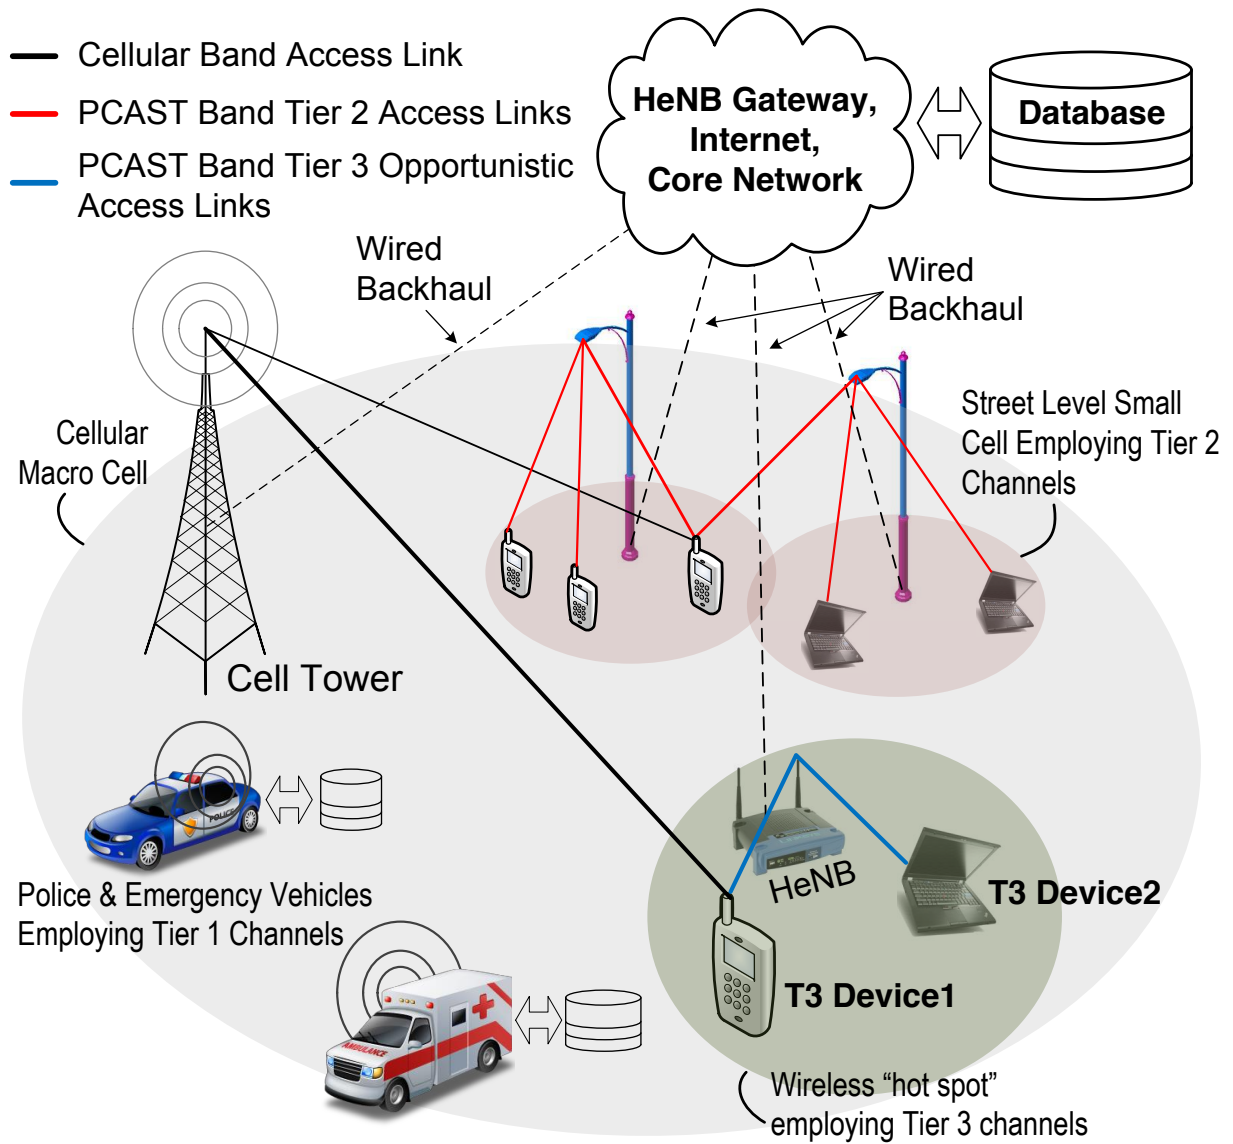 Cellular Band Access Link
PCAST Band Tier 2 Access Links
PCAST Band Tier 3 Opportunistic
Access Links
HeNB Gateway,
Internet,
Core Network
Database
Wired
Backhaul
Wired
Backhaul
Cellular
Macro Cell
Street Level Small
Cell Employing Tier 2
Channels
Cell Tower
POLICE
Police & Emergency Vehicles
Employing Tier 1 Channels
HeNB
T3 Device2
T3 Device1
AMBULANCE
Wireless “hot spot”
employing Tier 3 channels